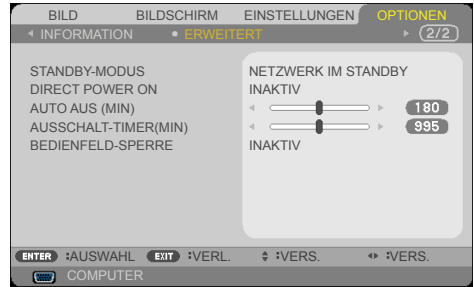 BILD BILDSCHIRM EINSTELLUNGEN OPTIONEN
INFORMATION • ERWEITERT (2/2)
STANDBY-MODUS NETZWERK IM STANDBY
DIRECT POWER ON INAKTIV
AUTO AUS (MIN) 180
AUSSCHALT-TIMER(MIN) 995
BEDIENFELD-SPERRE INAKTIV
ENTER :AUSWAHL EXIT :VERL. :VERS. :VERS.
COMPUTER